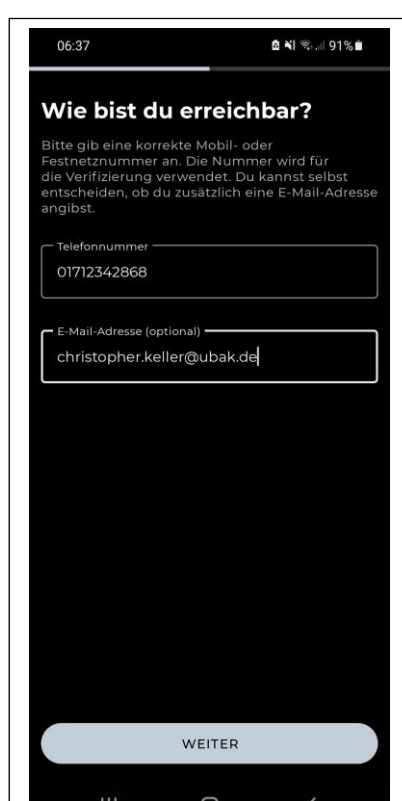 06:37 91%
Wie bist du erreichbar?
Bitte gib eine korrekte Mobil- oder
Festnetznummer an. Die Nummer wird für
die Verifizierung verwendet. Du kannst selbst
entscheiden, ob du zusätzlich eine E-Mail-Adresse
angibst.
Telefonnummer
01712342868
E-Mail-Adresse (optional)
christopher.keller@ubak.de
WEITER